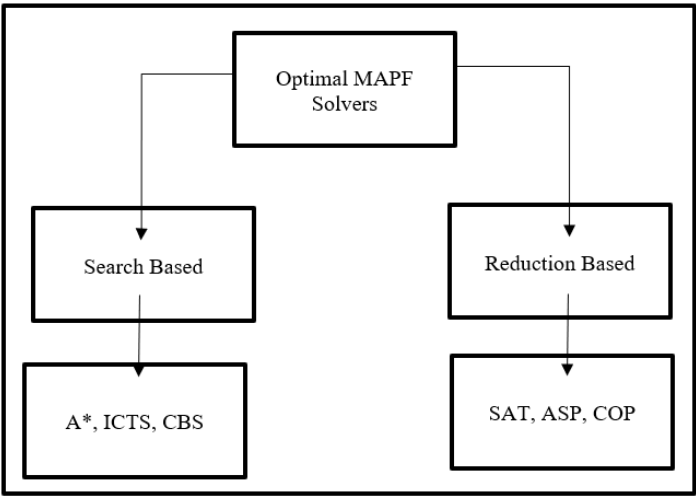 Optimal MAPF
Solvers
Search Based
Reduction Based
A*, ICTS, CBS
SAT, ASP, COP